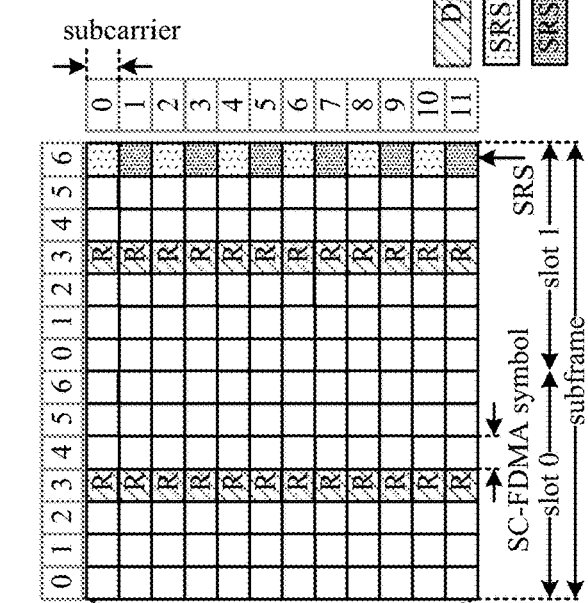 subcarrier
D
SRS
SRS
0 1 2 3 4 5 6 7 8 9 10 11
6
5
4
3 R R R R R R R R R R R R
2
1
0
6
5
4
3 R R R R R R R R R R R R
2
1
0
SRS
slot 1
SC-FDMA symbol
slot 0
subframe